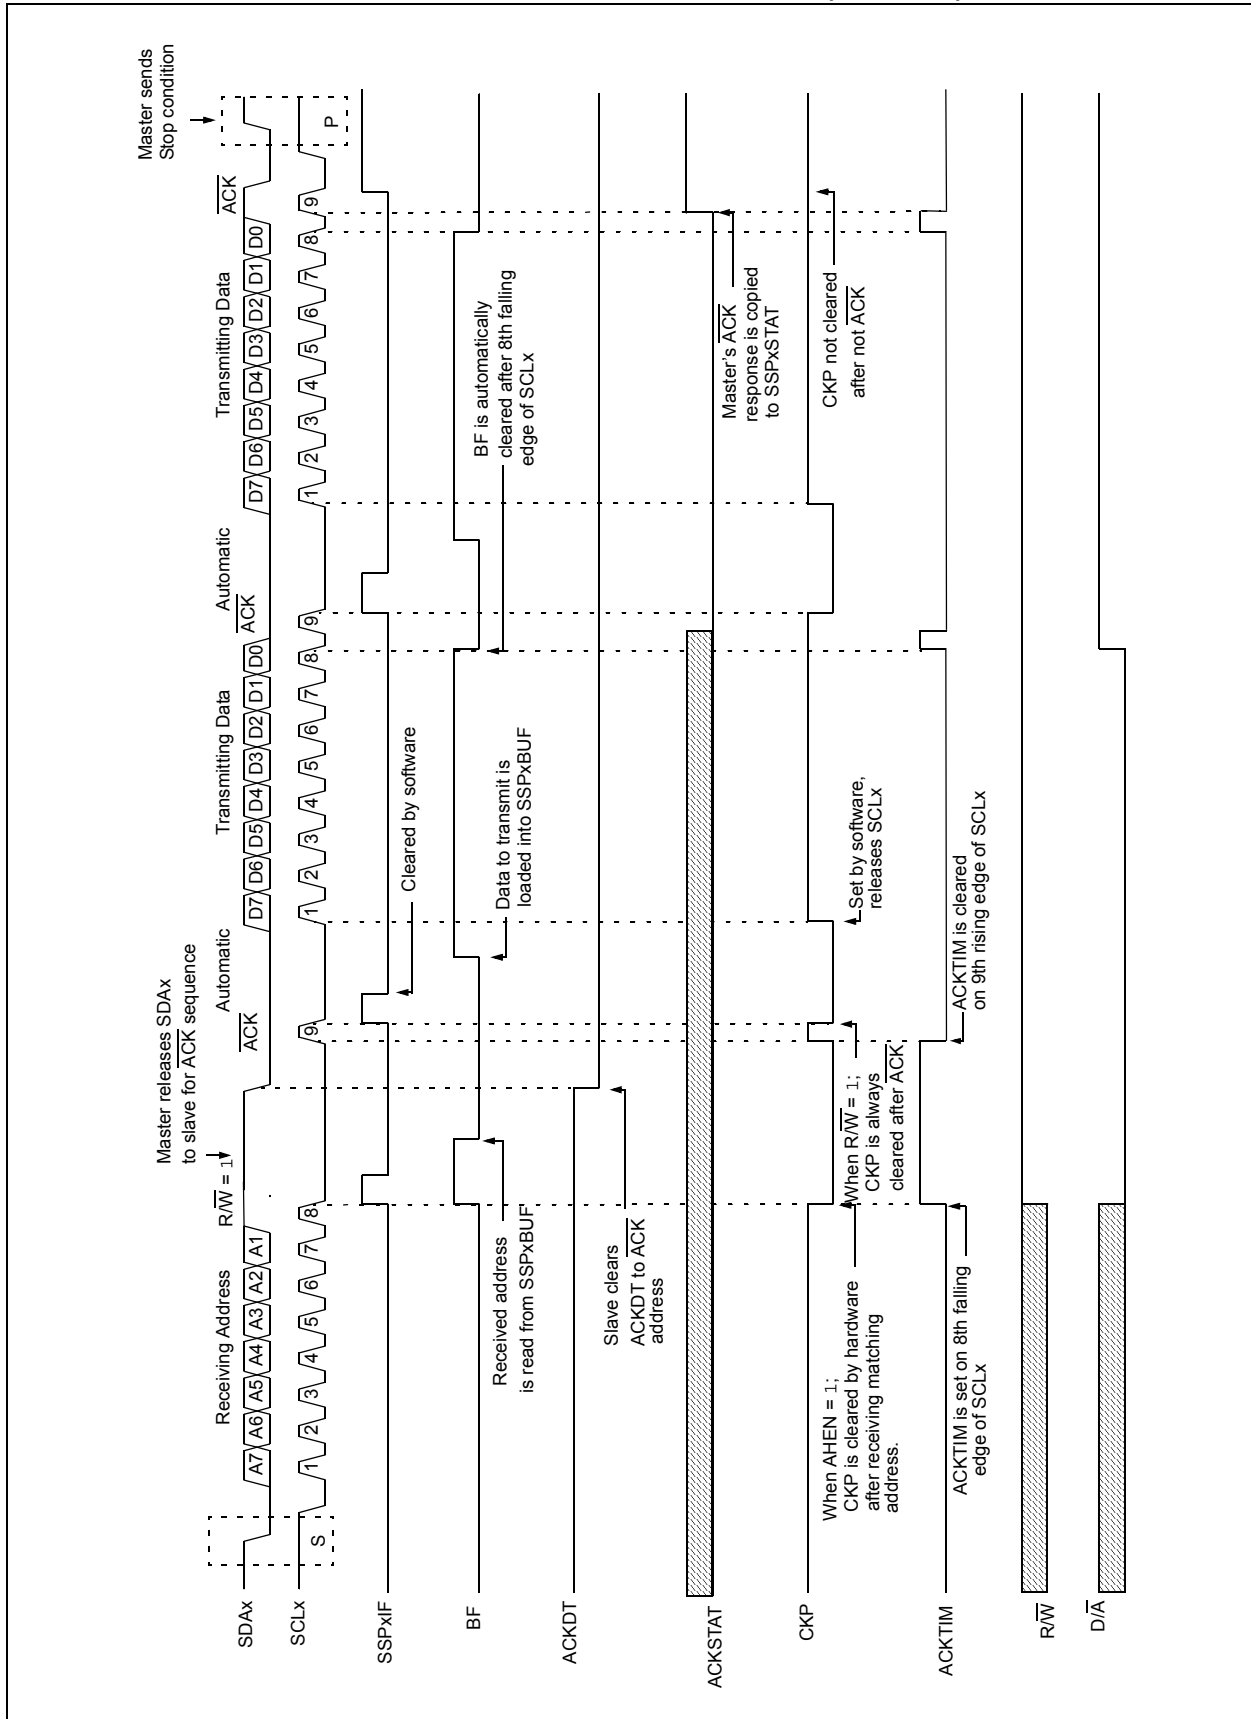 Master sends
Stop condition
Master releases SDAx
to slave for ACK sequence
Receiving Address
R/W = 1
Automatic
ACK
Transmitting Data
Automatic
ACK
Transmitting Data
ACK
SDAx
A7 A6 A5 A4 A3 A2 A1
D7 D6 D5 D4 D3 D2 D1 D0
D7 D6 D5 D4 D3 D2 D1 D0
SCLx
S
1 2 3 4 5 6 7 8 9
1 2 3 4 5 6 7 8 9
1 2 3 4 5 6 7 8 9
P
SSPxIF
Cleared by software
BF
Received address
is read from SSPxBUF
Data to transmit is
loaded into SSPxBUF
BF is automatically
cleared after 8th falling
edge of SCLx
ACKDT
Slave clears
ACKDT to ACK
address
ACKSTAT
Master's ACK
response is copied
to SSPxSTAT
CKP
When AHEN = 1;
CKP is cleared by hardware
after receiving matching
address.
When R/W = 1;
CKP is always
cleared after ACK
Set by software,
releases SCLx
CKP not cleared
after not ACK
ACKTIM
ACKTIM is set on 8th falling
edge of SCLx
ACKTIM is cleared
on 9th rising edge of SCLx
R/W
D/A